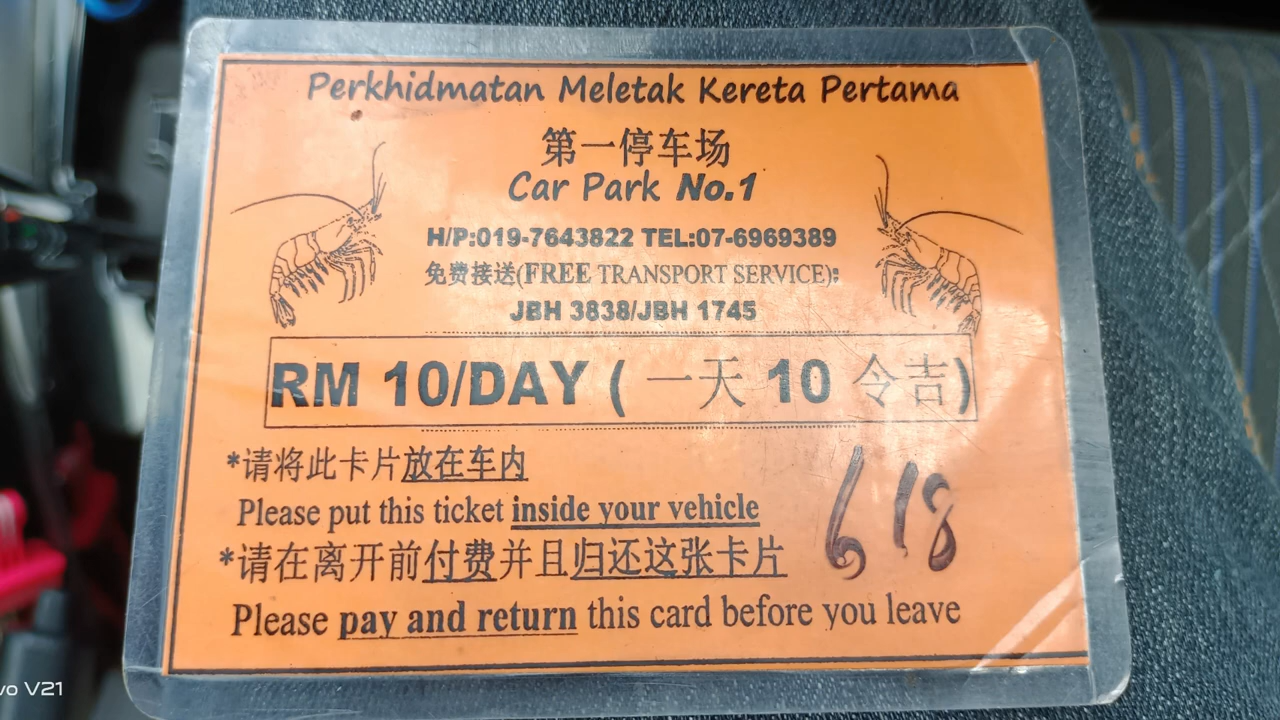 Perkhidmatan Meletak Kereta Pertama
第一停车场
Car Park No.1
H/P:019-7643822 TEL:07-6969389
免费接送(FREE TRANSPORT SERVICE):
JBH 3838/JBH 1745
RM 10/DAY ( 一天 10 令吉)
*请将此卡片放在车内
Please put this ticket inside your vehicle
*请在离开前付费并且归还这张卡片
Please pay and return this card before you leave
618
vo V21